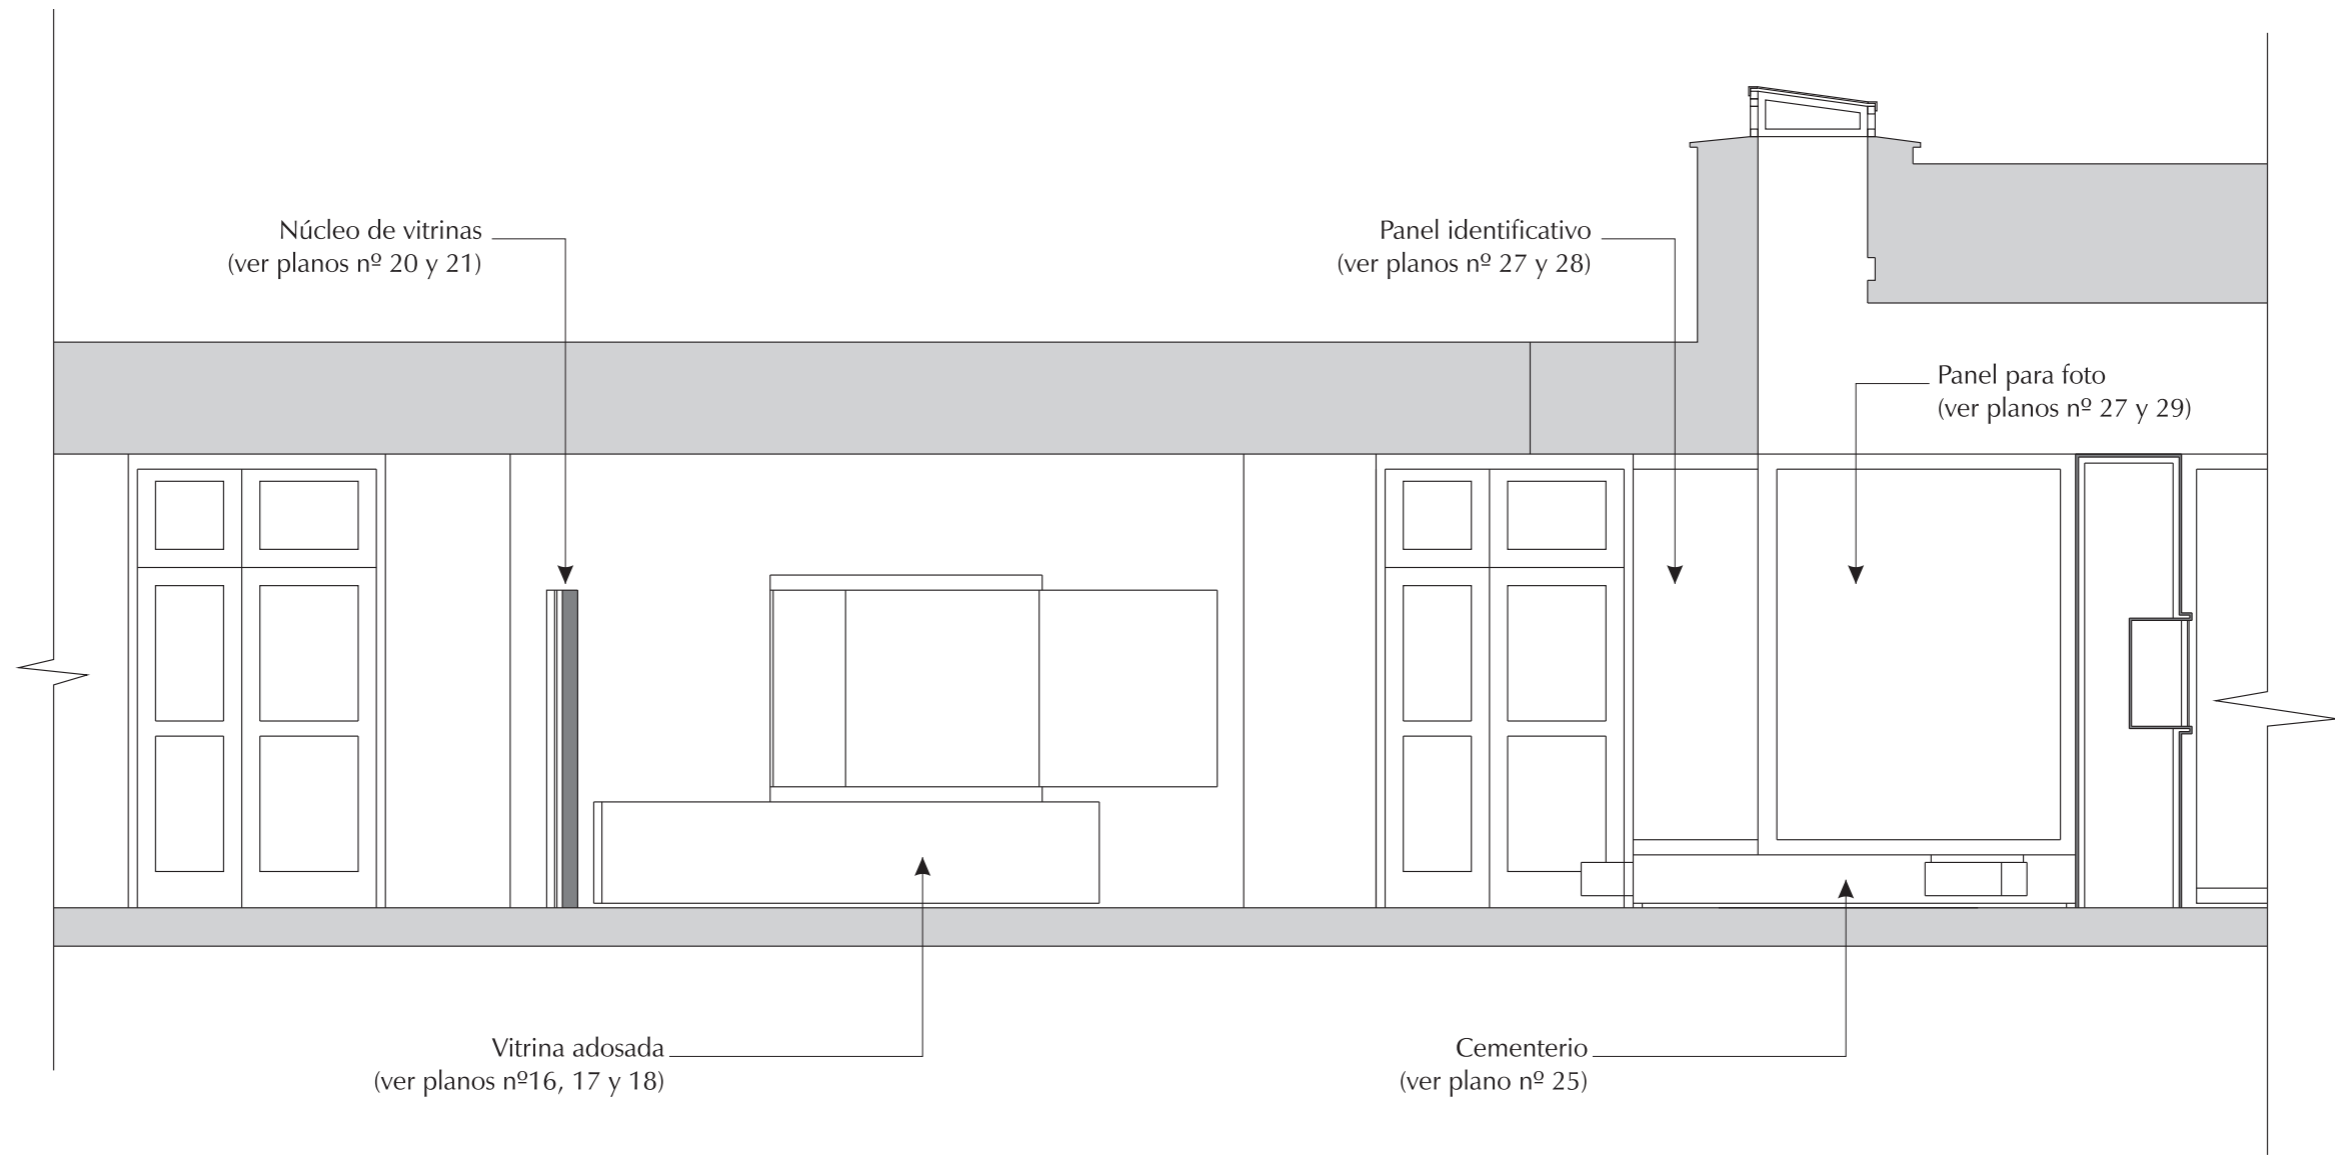 Núcleo de vitrinas
(ver planos nº 20 y 21)
Panel identificativo
(ver planos nº 27 y 28)
Panel para foto
(ver planos nº 27 y 29)
Vitrina adosada
(ver planos nº16, 17 y 18)
Cementerio
(ver plano nº 25)